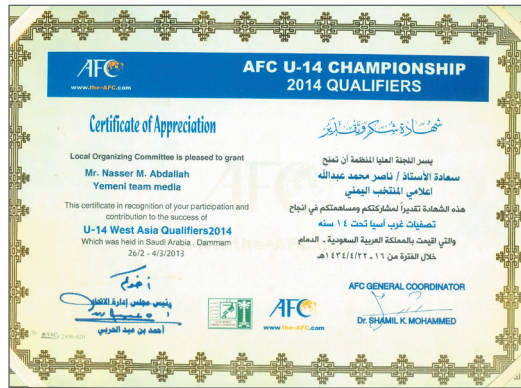 AFC
www.the-AFC.com
AFC U-14 CHAMPIONSHIP
2014 QUALIFIERS
Certificate of Appreciation
Local Organizing Committee is pleased to grant
Mr. Nasser M. Abdallah
Yemeni team media
This certificate in recognition of your participation and
contribution to the success of
U-14 West Asia Qualifiers2014
Which was held in Saudi Arabia , Dammam
26/2 - 4/3/2013
شهادة شكر وتقدير
يسر اللجنة العليا المنظمة أن تمنح
سعادة الأستاذ / ناصر محمد عبدالله
اعلامي المنتخب اليمني
هذه الشهادة تقديراً لمشاركتكم ومساهمتكم في انجاح
تصفيات غرب آسيا تحت ١٤ سنه
والتي اقيمت بالمملكة العربية السعودية . الدمام
خلال الفترة من ١٦ - ١٤٣٤/٤/٢٢هـ
أخوكم
رئيس مجلس إدارة الاتحاد
أحمد بن عيد الحربي
AFC
www.the-AFC.com
AFC GENERAL COORDINATOR
Dr. SHAMIL K. MOHAMMED